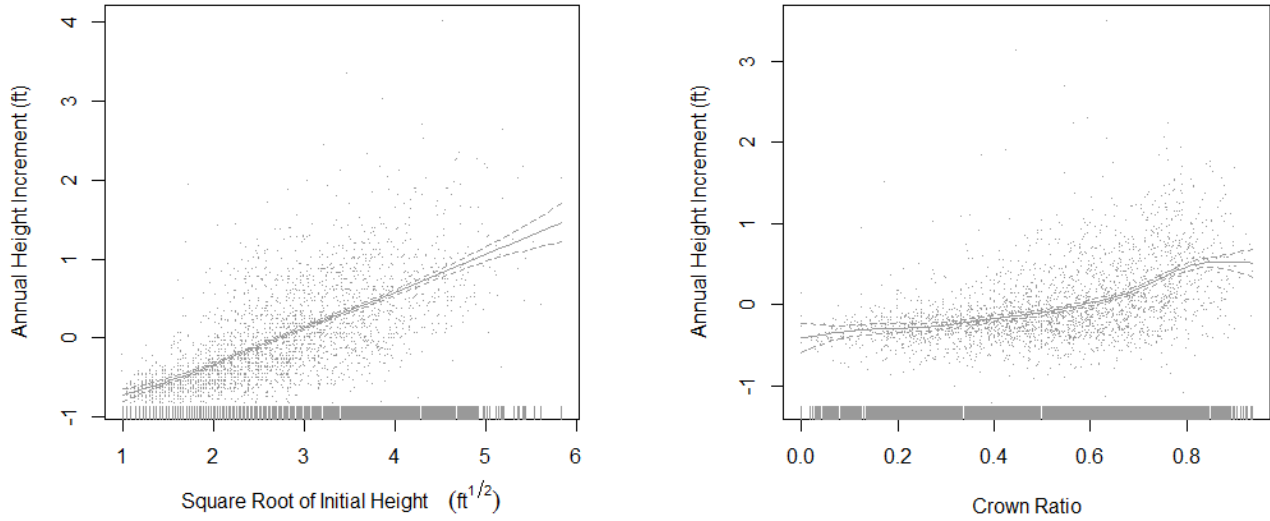 Annual Height Increment (ft)
4
3
2
1
0
-1
1 2 3 4 5 6
Square Root of Initial Height (ft^1/2)
Annual Height Increment (ft)
3
2
1
0
-1
0.0 0.2 0.4 0.6 0.8
Crown Ratio